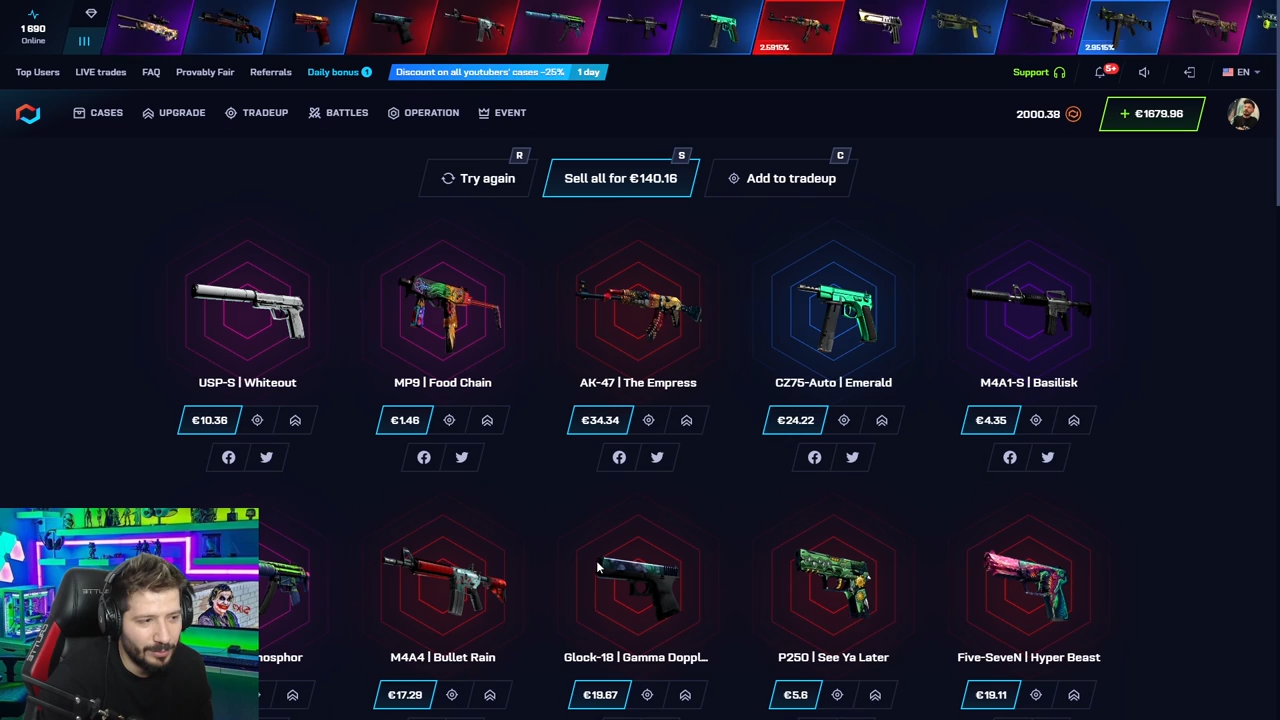 1 690
Online
2.5915%
2.9515%
Top Users LIVE trades FAQ Provably Fair Referrals Daily bonus 1 Discount on all youtubers' cases -25% 1 day Support 5+ EN
CASES UPGRADE TRADEUP BATTLES OPERATION EVENT 2000.38 + €1679.96
R S C
Try again Sell all for €140.16 Add to tradeup
USP-S | Whiteout MP9 | Food Chain AK-47 | The Empress CZ75-Auto | Emerald M4A1-S | Basilisk
€10.36 €1.46 €34.34 €24.22 €4.35
hosphor M4A4 | Bullet Rain Glock-18 | Gamma Doppl... P250 | See Ya Later Five-SeveN | Hyper Beast
€17.29 €19.67 €5.6 €19.11